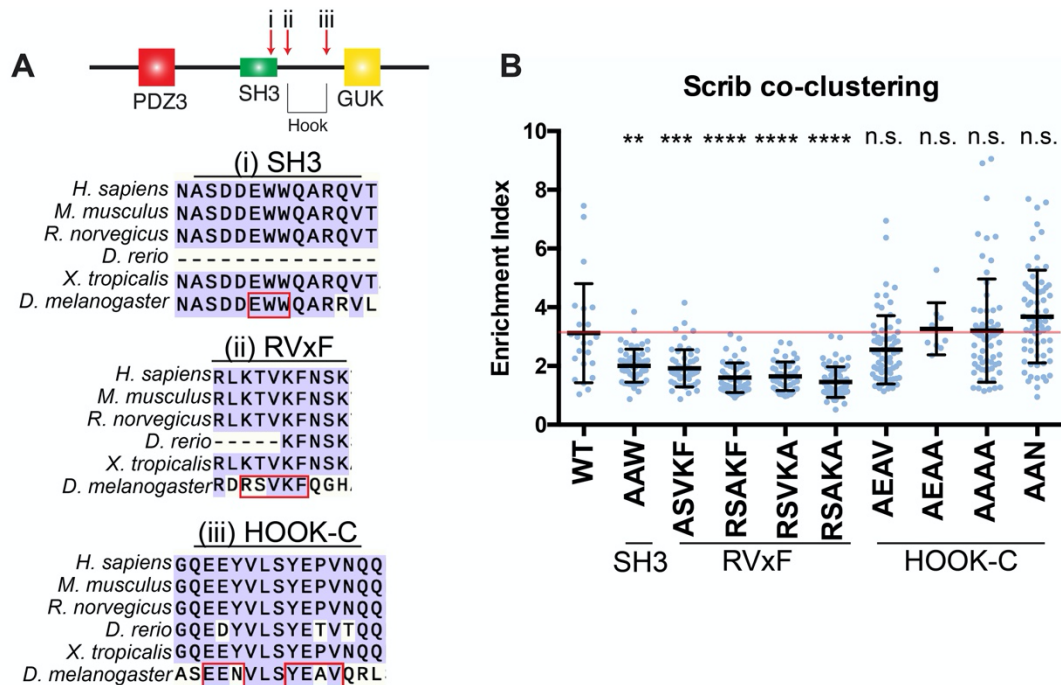 A
i ii iii
PDZ3 SH3 GUK
Hook
(i) SH3
H. sapiens NASDDEWWQARQVT
M. musculus NASDDEWWQARQVT
R. norvegicus NASDDEWWQARQVT
D. rerio --------------
X. tropicalis NASDDEWWQARQVT
D. melanogaster NASDDEWWQARRVL
(ii) RVxF
H. sapiens RLKTVKFNSK
M. musculus RLKTVKFNSK
R. norvegicus RLKTVKFNSK
D. rerio -----KFNSK
X. tropicalis RLKTVKFNSK
D. melanogaster RDRSVKFQGH
(iii) HOOK-C
H. sapiens GQEEYVLSYEPVNQQ
M. musculus GQEEYVLSYEPVNQQ
R. norvegicus GQEEYVLSYEPVNQQ
D. rerio GQEDYVLSYETVTQQ
X. tropicalis GQEEYVLSYEPVNQQ
D. melanogaster ASEENVLSYEAVQRL
B
Scrib co-clustering
** *** **** **** **** n.s. n.s. n.s. n.s.
Enrichment Index
10
8
6
4
2
0
WT AAW ASVKF RSAKF RSVKA RSAKA AEAV AEAA AAAA AAN
SH3 RVxF HOOK-C